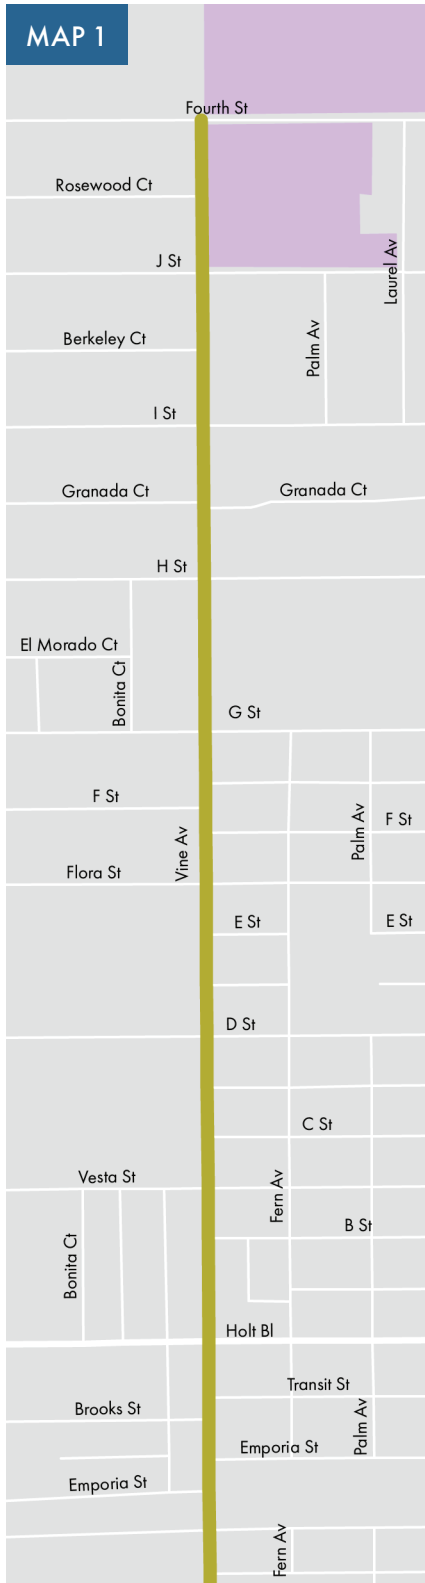 MAP 1
Fourth St
Rosewood Ct
J St
Laurel Av
Berkeley Ct
Palm Av
I St
Granada Ct
Granada Ct
H St
El Morado Ct
Bonita Ct
G St
F St
Palm Av
F St
Vine Av
Flora St
E St
E St
D St
C St
Vesta St
Fern Av
B St
Bonita Ct
Holt Bl
Transit St
Brooks St
Palm Av
Emporia St
Emporia St
Fern Av